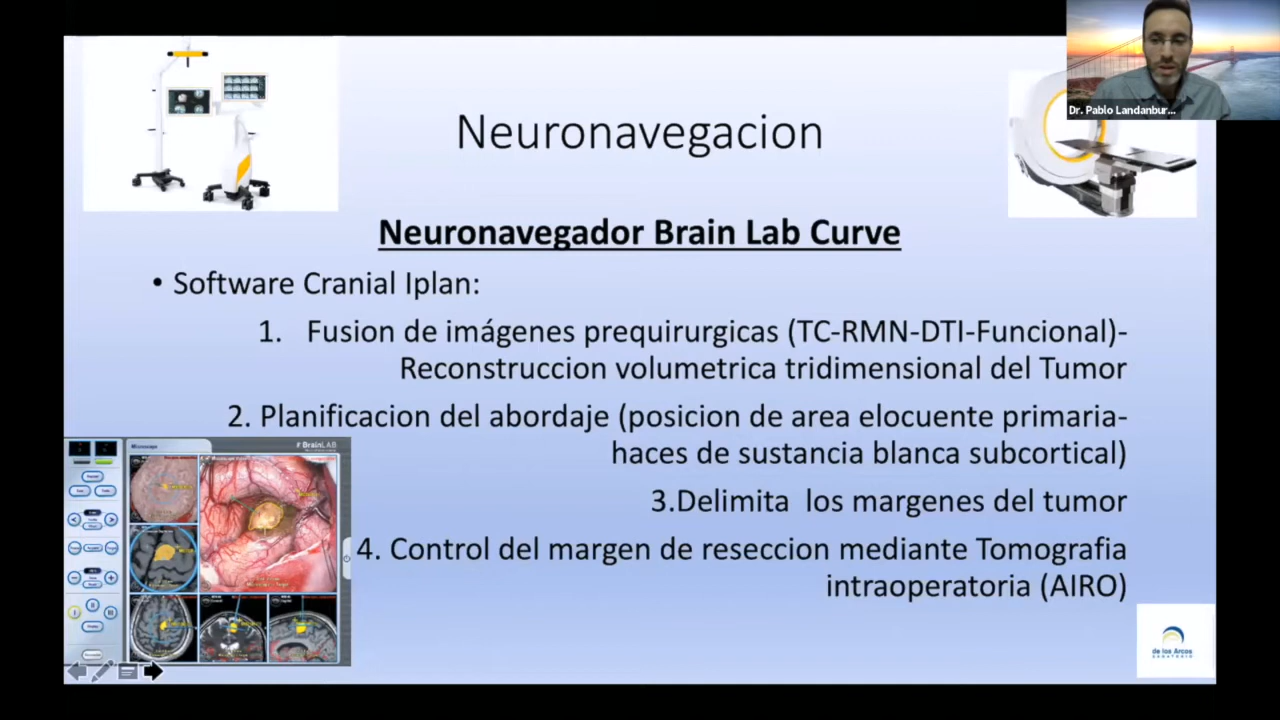 Dr. Pablo Landanbur...
Neuronavegacion
Neuronavegador Brain Lab Curve
• Software Cranial Iplan:
1. Fusion de imágenes prequirurgicas (TC-RMN-DTI-Funcional)-
Reconstruccion volumetrica tridimensional del Tumor
2. Planificacion del abordaje (posicion de area elocuente primaria-
haces de sustancia blanca subcortical)
3.Delimita los margenes del tumor
4. Control del margen de reseccion mediante Tomografia
intraoperatoria (AIRO)
BrainLAB
de los Arcos
SANATORIO